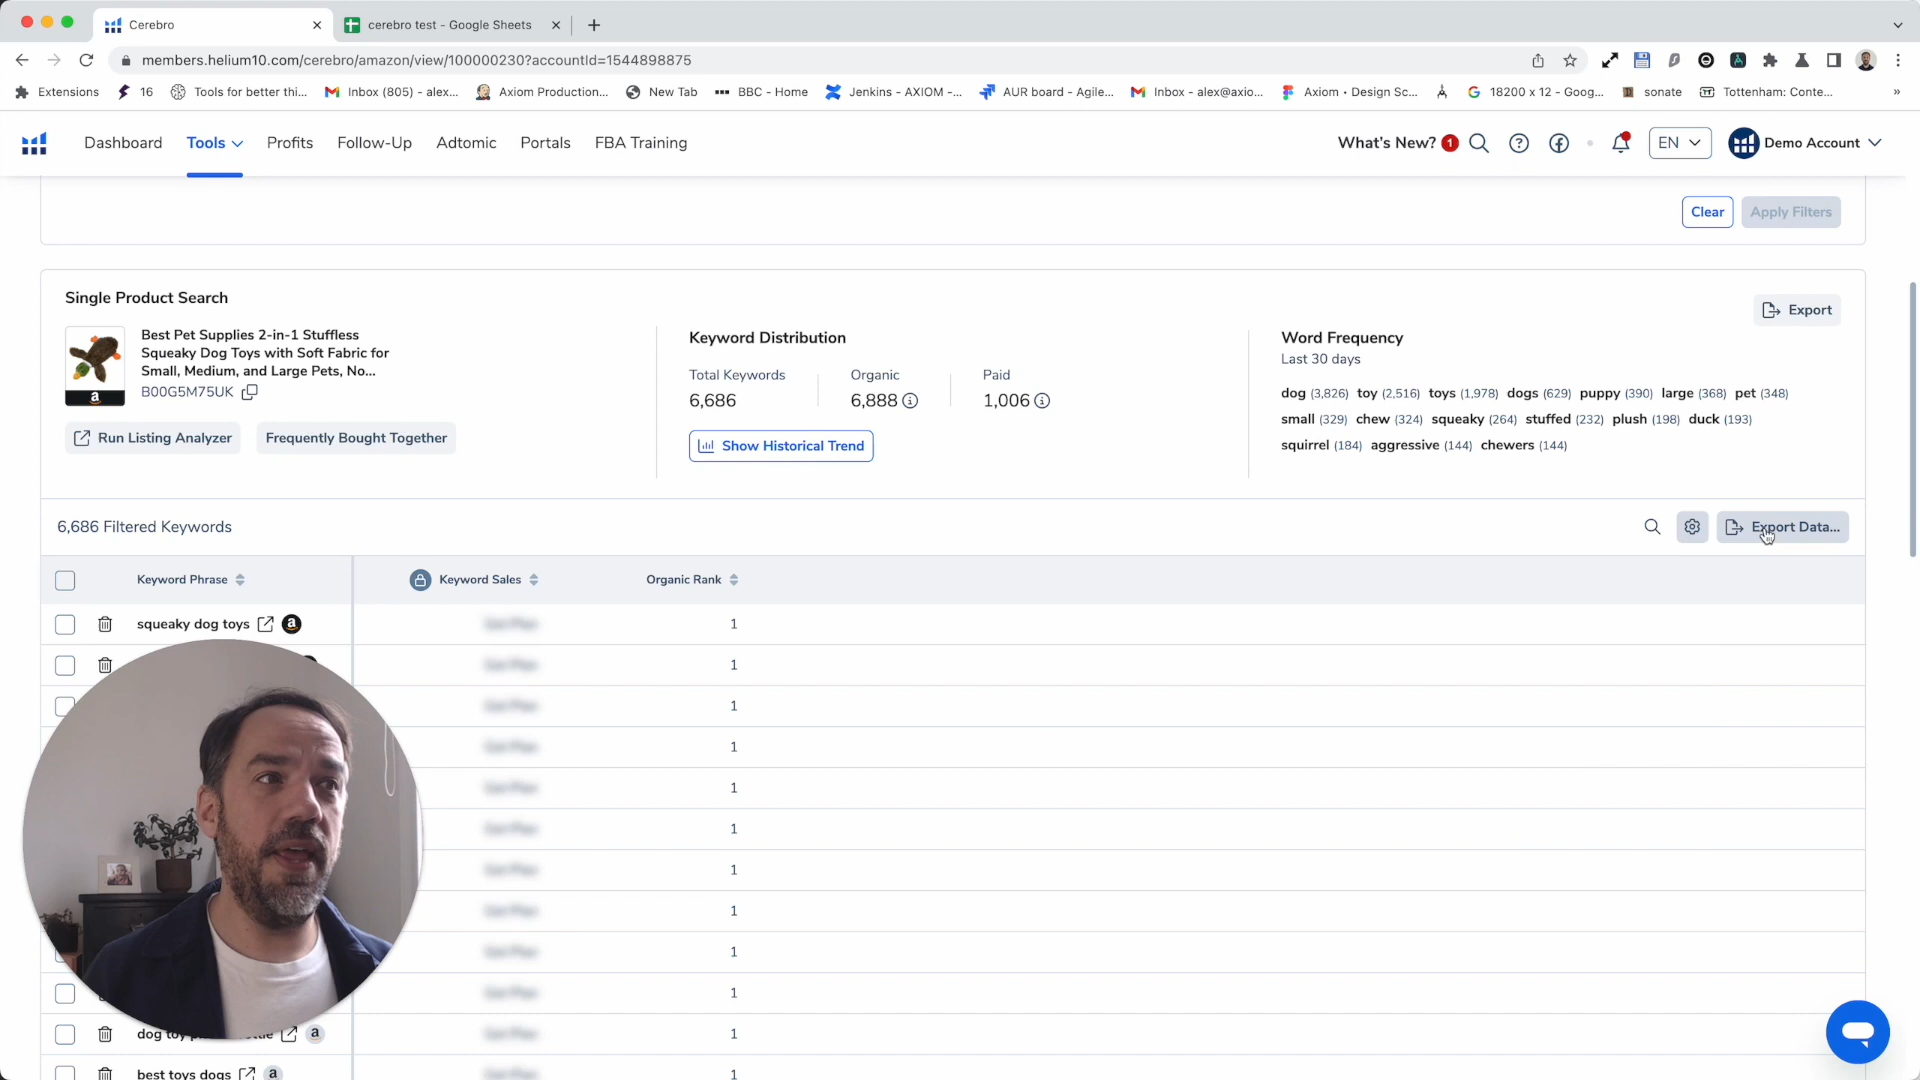 Cerebro
cerebro test - Google Sheets
members.helium10.com/cerebro/amazon/view/100000230?accountId=1544898875
Extensions
16
Tools for better thi...
Inbox (805) - alex...
Axiom Production...
New Tab
BBC - Home
Jenkins - AXIOM -...
AUR board - Agile...
Inbox - alex@axio...
Axiom • Design Sc...
18200 x 12 - Goog...
sonate
Tottenham: Conte...
»
Dashboard
Tools
Profits
Follow-Up
Adtomic
Portals
FBA Training
What's New? 1
EN
Demo Account
Clear
Apply Filters
Single Product Search
Export
Best Pet Supplies 2-in-1 Stuffless
Squeaky Dog Toys with Soft Fabric for
Small, Medium, and Large Pets, No...
B00G5M75UK
Run Listing Analyzer
Frequently Bought Together
Keyword Distribution
Total Keywords
6,686
Organic
6,888
Paid
1,006
Show Historical Trend
Word Frequency
Last 30 days
dog (3,826) toy (2,516) toys (1,978) dogs (629) puppy (390) large (368) pet (348)
small (329) chew (324) squeaky (264) stuffed (232) plush (198) duck (193)
squirrel (184) aggressive (144) chewers (144)
6,686 Filtered Keywords
Export Data...
Keyword Phrase
Keyword Sales
Organic Rank
squeaky dog toys
1
1
1
1
1
1
1
1
1
1
dog toy
1
best toys dogs
1